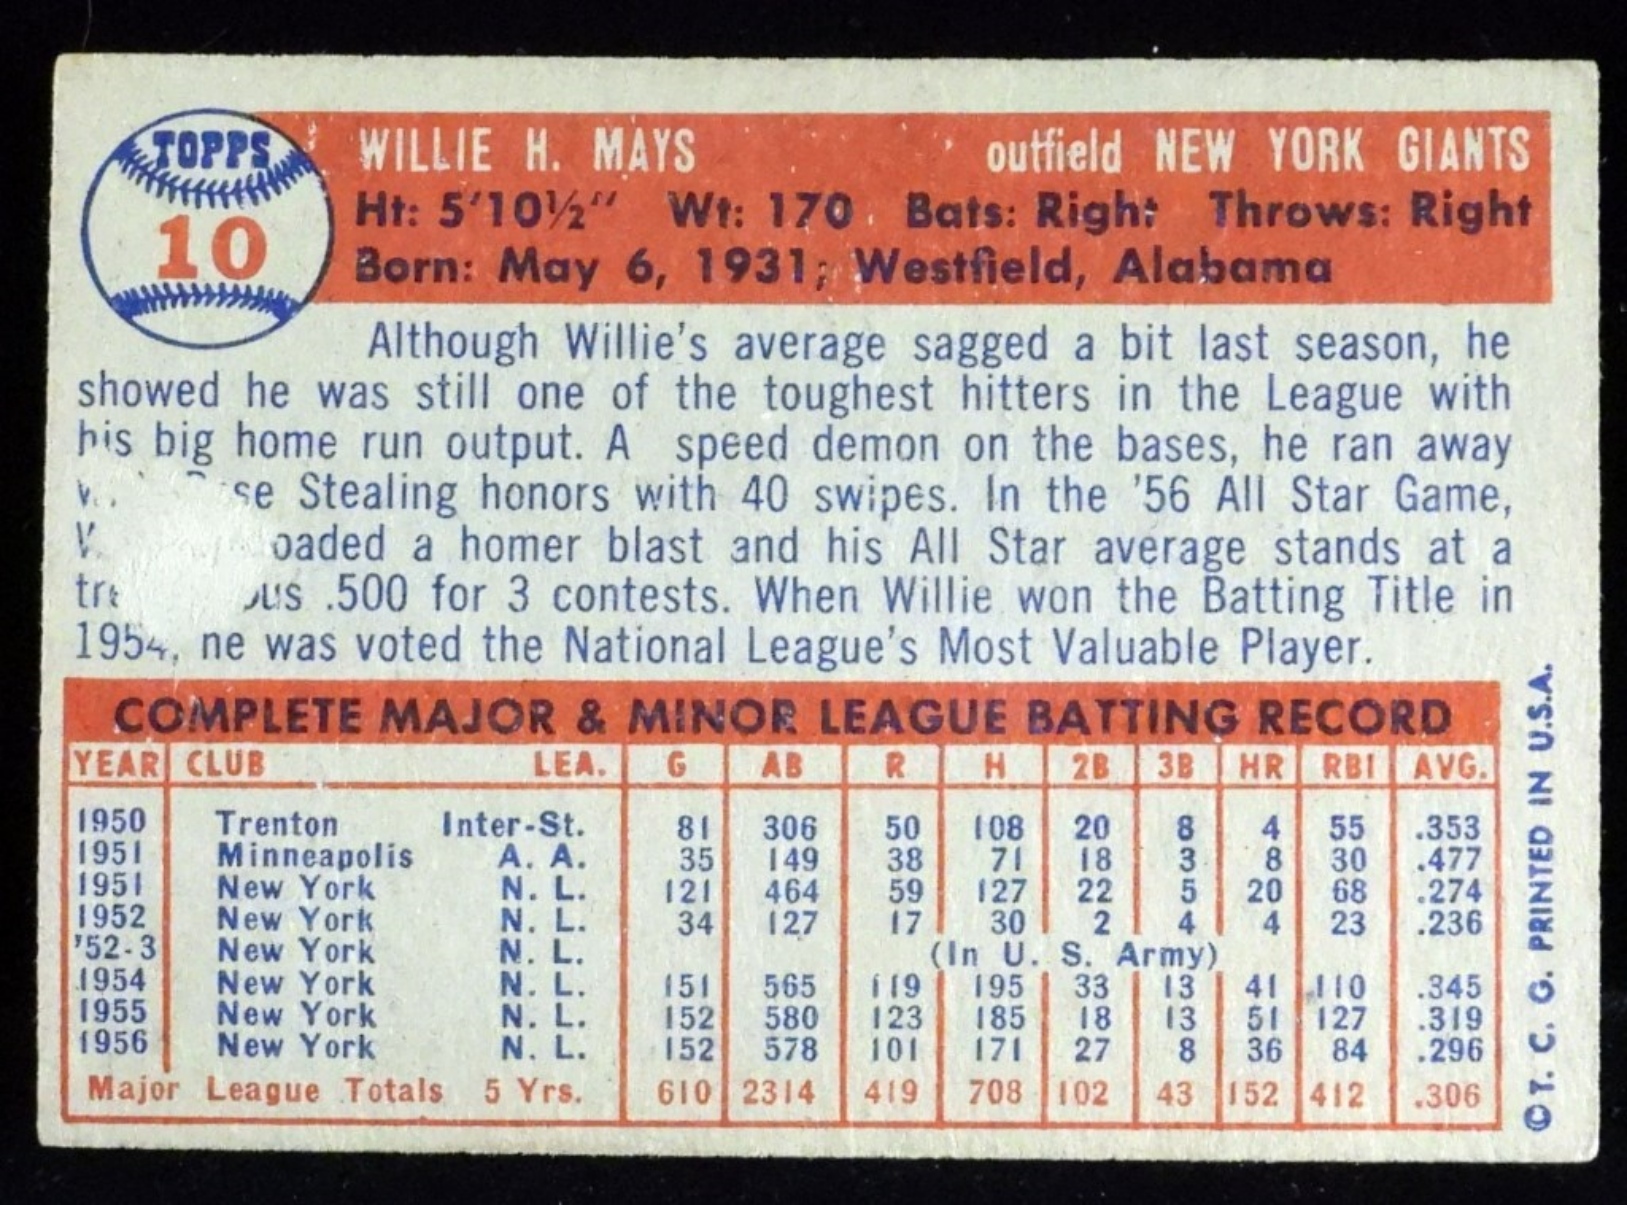 TOPPS
10
WILLIE H. MAYS outfield NEW YORK GIANTS
Ht: 5'10½" Wt: 170 Bats: Right Throws: Right
Born: May 6, 1931; Westfield, Alabama
Although Willie's average sagged a bit last season, he
showed he was still one of the toughest hitters in the League with
his big home run output. A speed demon on the bases, he ran away
Stealing honors with 40 swipes. In the '56 All Star Game,
a homer blast and his All Star average stands at a
.500 for 3 contests. When Willie won the Batting Title in
1954, he was voted the National League's Most Valuable Player.
COMPLETE MAJOR & MINOR LEAGUE BATTING RECORD
YEAR CLUB LEA. G AB R H 2B 3B HR RBI AVG.
1950 Trenton Inter-St. 81 306 50 108 20 8 4 55 .353
1951 Minneapolis A. A. 35 149 38 71 18 3 8 30 .477
1951 New York N. L. 121 464 59 127 22 5 20 68 .274
1952 New York N. L. 34 127 17 30 2 4 4 23 .236
'52-3 New York N. L. (In U. S. Army)
1954 New York N. L. 151 565 119 195 33 13 41 110 .345
1955 New York N. L. 152 580 123 185 18 13 51 127 .319
1956 New York N. L. 152 578 101 171 27 8 36 84 .296
Major League Totals 5 Yrs. 610 2314 419 708 102 43 152 412 .306
©T. C. G. PRINTED IN U.S.A.